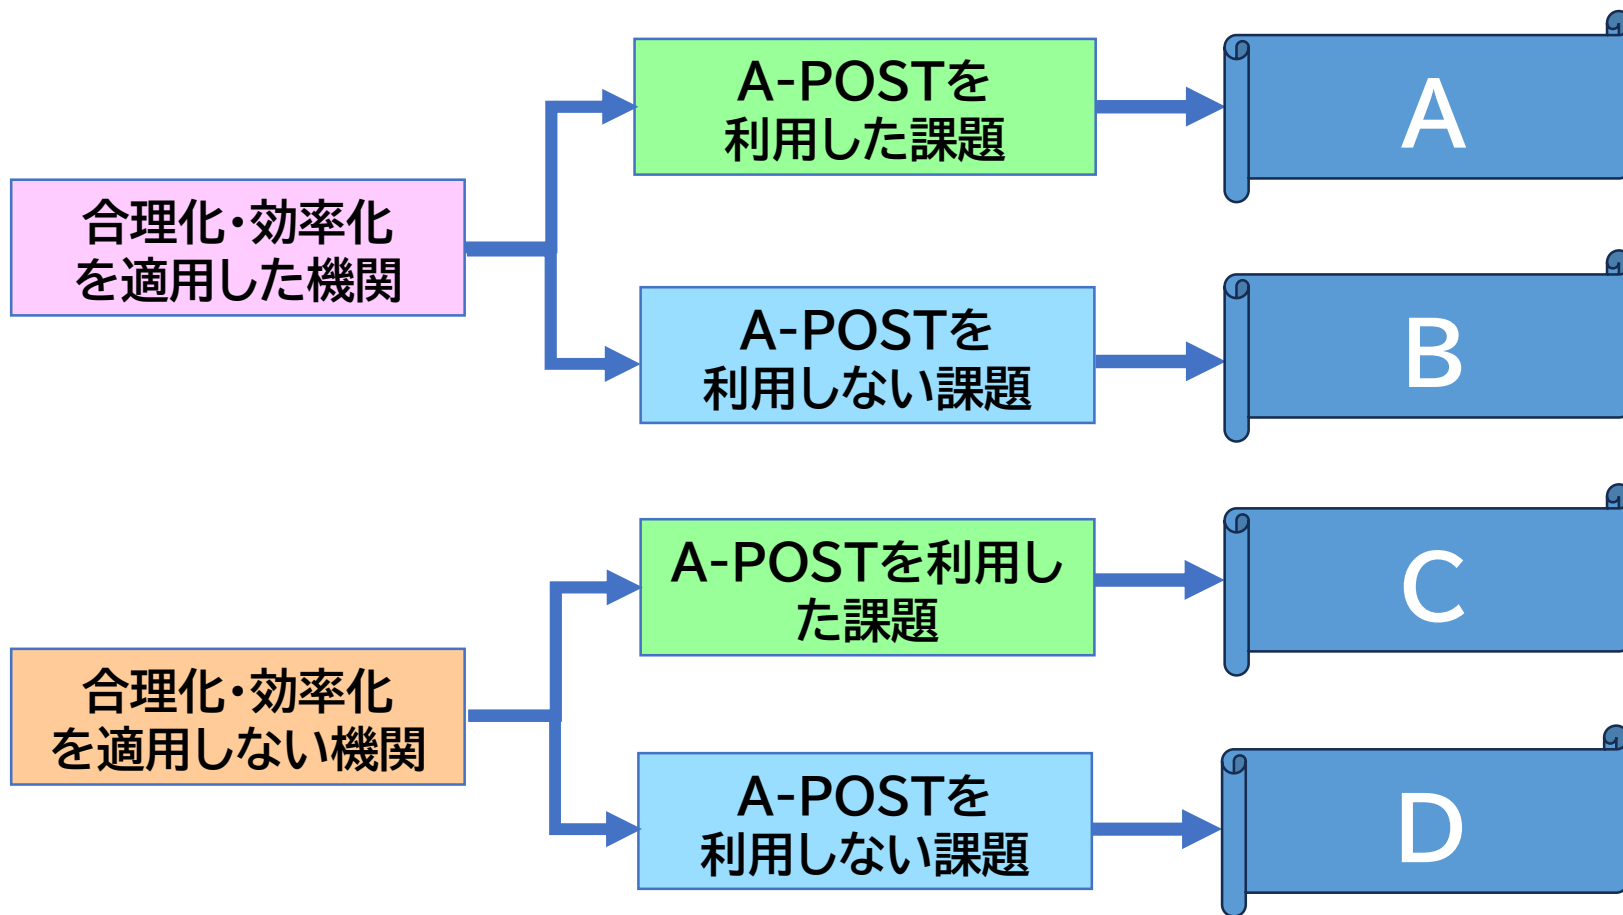 A-POSTを
利用した課題
A
合理化・効率化
を適用した機関
A-POSTを
利用しない課題
B
A-POSTを利用し
た課題
C
合理化・効率化
を適用しない機関
A-POSTを
利用しない課題
D